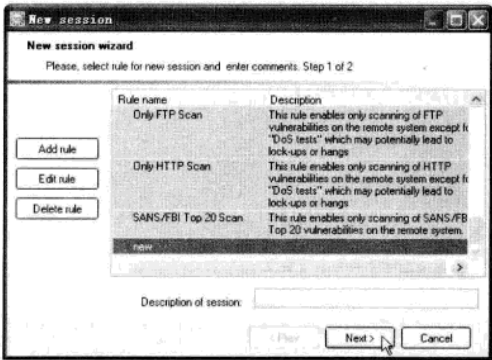 New session
New session wizard
Please, select rule for new session and enter comments. Step 1 of 2
Rule name Description
Only FTP Scan This rule enables only scanning of FTP
vulnerabilities on the remote system except fo
"DoS tests" which may potentially lead to
lock-ups or hangs
Only HTTP Scan This rule enables only scanning of HTTP
vulnerabilities on the remote system except fo
"DoS tests" which may potentially lead to
lock-ups or hangs
SANS/FBI Top 20 Scan This rule enables only scanning of SANS/FB
Top 20 vulnerabilities on the remote system.
new
Add rule
Edit rule
Delete rule
Description of session:
< Prev Next > Cancel